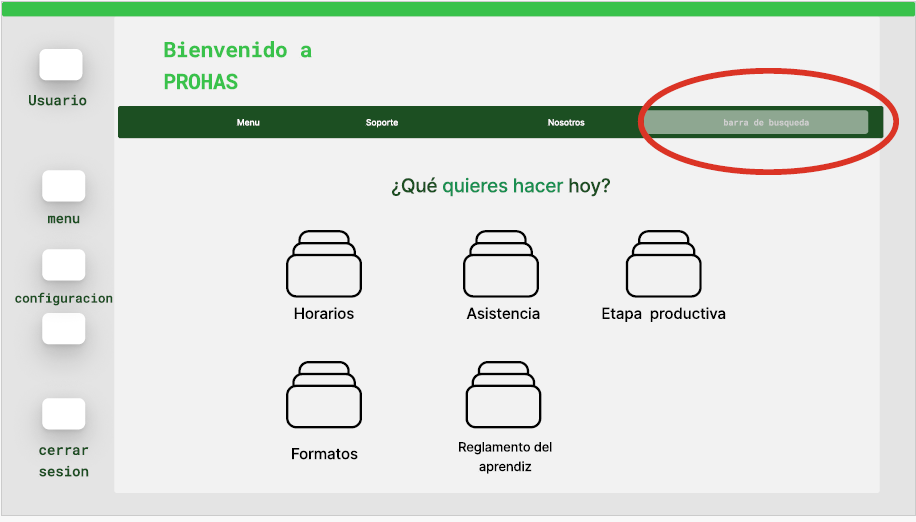 Bienvenido a
PROHAS
Usuario
Menu
Soporte
Nosotros
barra de busqueda
menu
configuracion
cerrar
sesion
¿Qué quieres hacer hoy?
Horarios
Asistencia
Etapa productiva
Formatos
Reglamento del
aprendiz